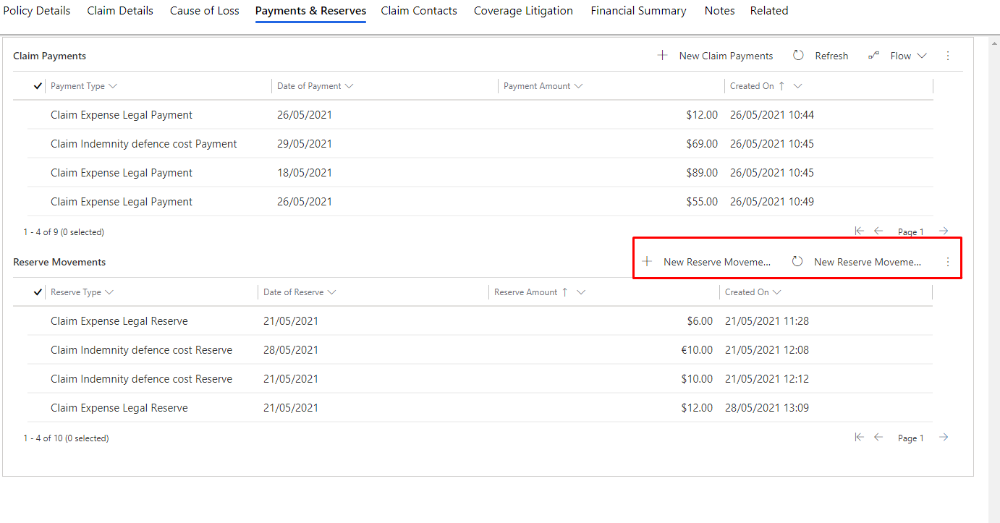 Policy Details Claim Details Cause of Loss Payments & Reserves Claim Contacts Coverage Litigation Financial Summary Notes Related
Claim Payments New Claim Payments Refresh Flow
Payment Type Date of Payment Payment Amount Created On
Claim Expense Legal Payment 26/05/2021 $12.00 26/05/2021 10:44
Claim Indemnity defence cost Payment 29/05/2021 $69.00 26/05/2021 10:45
Claim Expense Legal Payment 18/05/2021 $89.00 26/05/2021 10:45
Claim Expense Legal Payment 26/05/2021 $55.00 26/05/2021 10:49
1 - 4 of 9 (0 selected) Page 1
Reserve Movements New Reserve Moveme... New Reserve Moveme...
Reserve Type Date of Reserve Reserve Amount Created On
Claim Expense Legal Reserve 21/05/2021 $6.00 21/05/2021 11:28
Claim Indemnity defence cost Reserve 28/05/2021 €10.00 21/05/2021 12:08
Claim Indemnity defence cost Reserve 21/05/2021 $10.00 21/05/2021 12:12
Claim Expense Legal Reserve 21/05/2021 $12.00 28/05/2021 13:09
1 - 4 of 10 (0 selected) Page 1